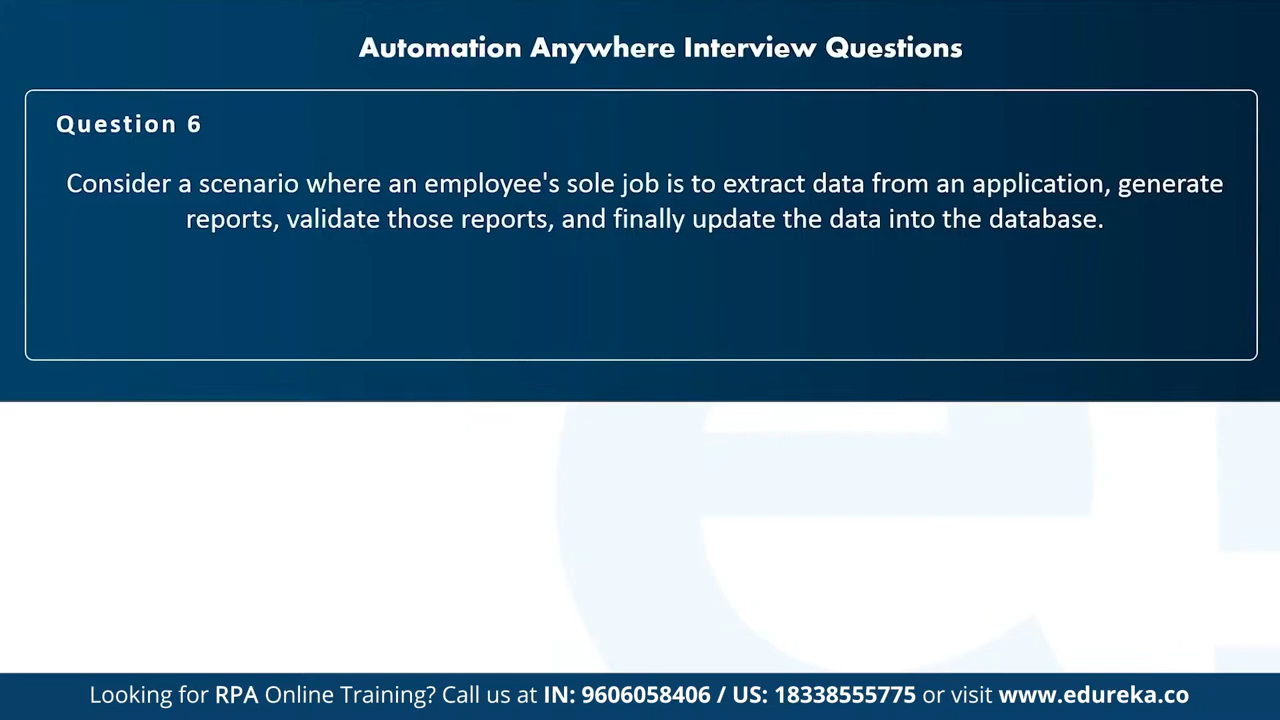 Automation Anywhere Interview Questions
Question 6
Consider a scenario where an employee's sole job is to extract data from an application, generate
reports, validate those reports, and finally update the data into the database.
Looking for RPA Online Training? Call us at IN: 9606058406 / US: 18338555775 or visit www.edureka.co